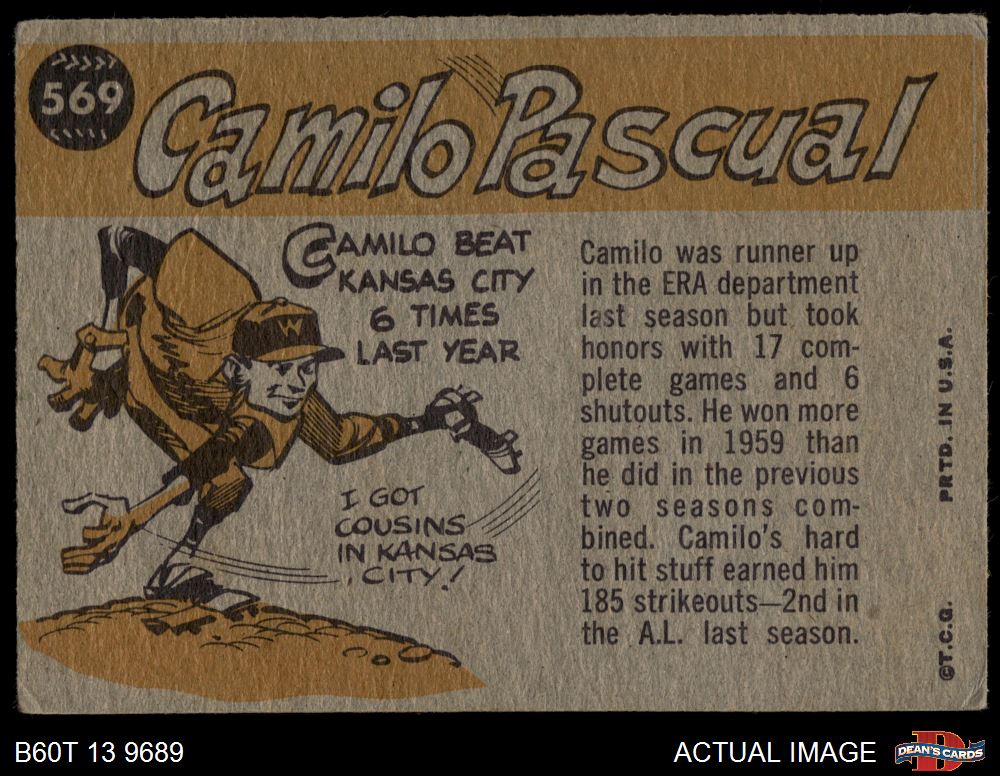 569
Camilo Pascual
CAMILO BEAT
KANSAS CITY
6 TIMES
LAST YEAR
W
I GOT
COUSINS
IN KANSAS
CITY!
Camilo was runner up
in the ERA department
last season but took
honors with 17 com-
plete games and 6
shutouts. He won more
games in 1959 than
he did in the previous
two seasons com-
bined. Camilo's hard
to hit stuff earned him
185 strikeouts—2nd in
the A.L. last season.
©T.C.G. PRTD. IN U.S.A.
B60T 13 9689
ACTUAL IMAGE
DEAN'S CARDS